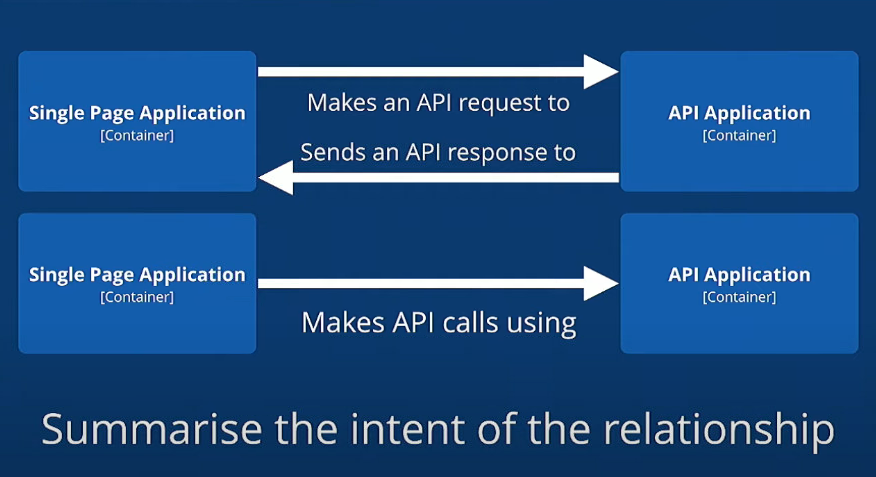 Single Page Application
[Container]
Makes an API request to
Sends an API response to
API Application
[Container]
Single Page Application
[Container]
Makes API calls using
API Application
[Container]
Summarise the intent of the relationship